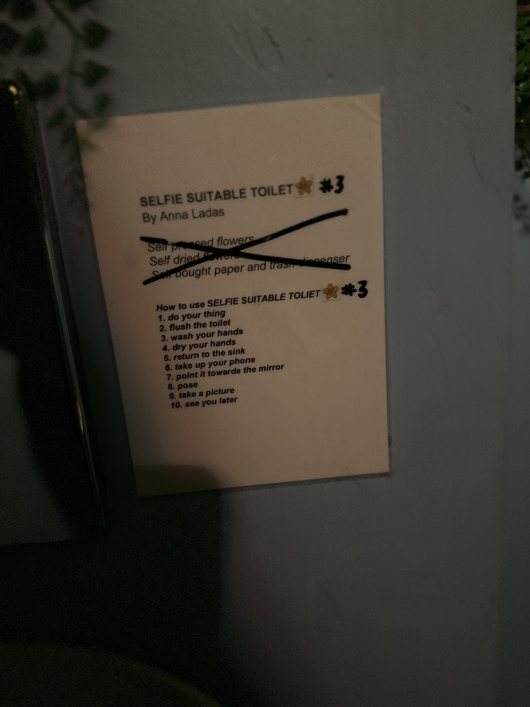 SELFIE SUITABLE TOILET #3
By Anna Ladas
Self pressed flowers
Self dried flowers
Self bought paper and trash dispenser
How to use SELFIE SUITABLE TOLIET #3
1. do your thing
2. flush the toilet
3. wash your hands
4. dry your hands
5. return to the sink
6. take up your phone
7. point it towards the mirror
8. pose
9. take a picture
10. see you later